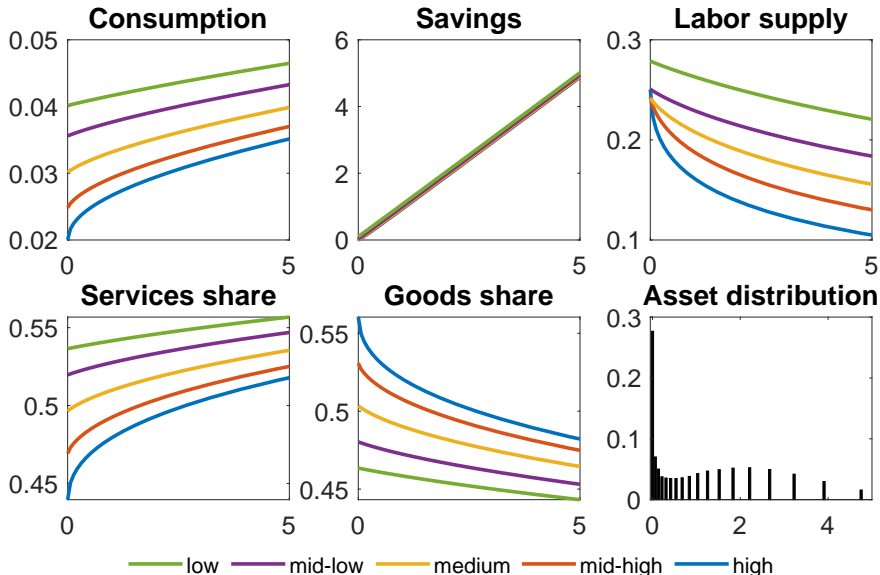 Consumption Savings Labor supply
0.05 6 0.3
0.04 4
0.2
0.03 2
0.02 0 0.1
0 5 0 5 0 5
Services share Goods share Asset distribution
0.55 0.55 0.3
0.2
0.5 0.5
0.1
0.45 0.45 0
0 5 0 5 0 2 4
low mid-low medium mid-high high